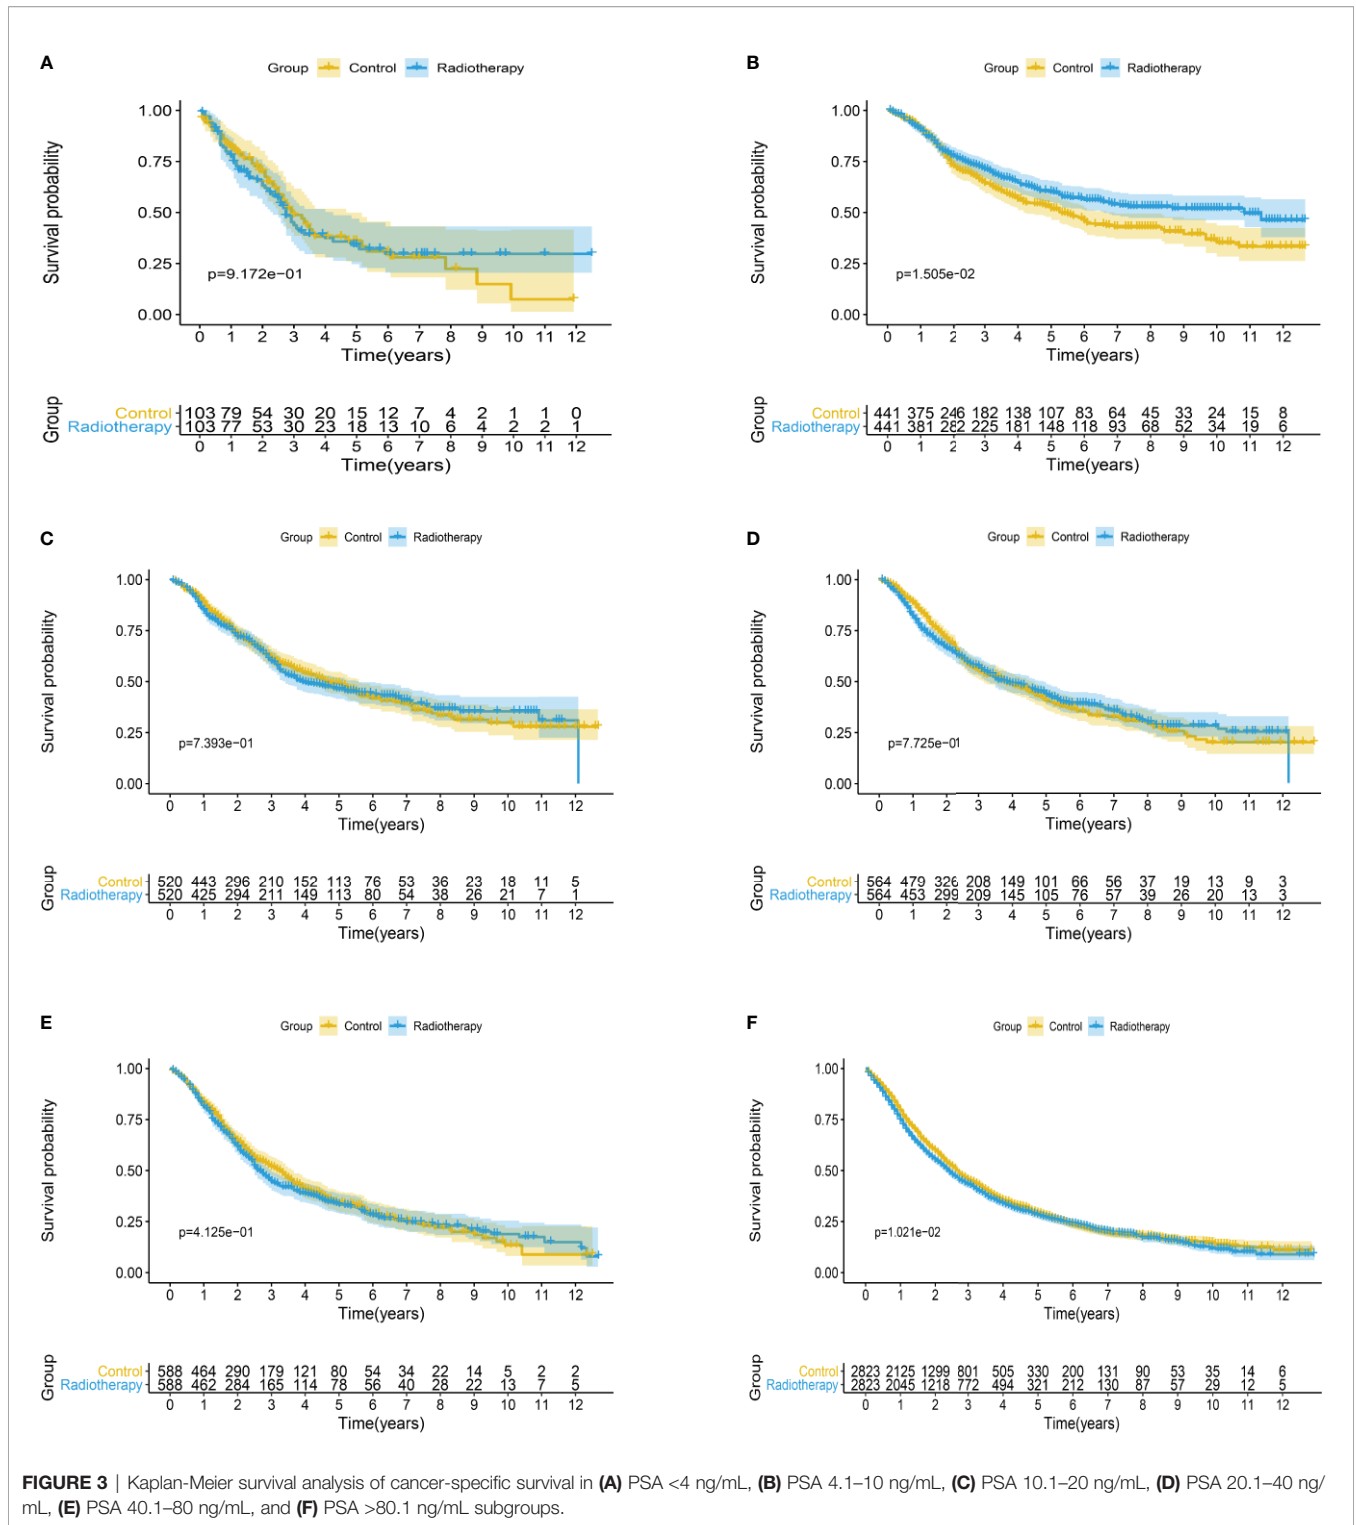 A
Group Control Radiotherapy
1.00
0.75
0.50
0.25
0.00
Survival probability
p=9.172e−01
0 1 2 3 4 5 6 7 8 9 10 11 12
Time(years)
Group
Control 103 79 54 30 20 15 12 7 4 2 1 1 0
Radiotherapy 103 77 53 30 23 18 13 10 6 4 2 2 1
0 1 2 3 4 5 6 7 8 9 10 11 12
Time(years)
B
Group Control Radiotherapy
1.00
0.75
0.50
0.25
0.00
Survival probability
p=1.505e−02
0 1 2 3 4 5 6 7 8 9 10 11 12
Time(years)
Group
Control 441 375 246 182 138 107 83 64 45 33 24 15 8
Radiotherapy 441 381 282 225 181 148 118 93 68 52 34 19 6
0 1 2 3 4 5 6 7 8 9 10 11 12
Time(years)
C
Group Control Radiotherapy
1.00
0.75
0.50
0.25
0.00
Survival probability
p=7.393e−01
0 1 2 3 4 5 6 7 8 9 10 11 12
Time(years)
Group
Control 520 443 296 210 152 113 76 53 36 23 18 11 5
Radiotherapy 520 425 294 211 149 113 80 54 38 26 21 7 1
0 1 2 3 4 5 6 7 8 9 10 11 12
Time(years)
D
Group Control Radiotherapy
1.00
0.75
0.50
0.25
0.00
Survival probability
p=7.725e−01
0 1 2 3 4 5 6 7 8 9 10 11 12
Time(years)
Group
Control 564 479 326 208 149 101 66 56 37 19 13 9 3
Radiotherapy 564 453 299 209 145 105 76 57 39 26 20 13 3
0 1 2 3 4 5 6 7 8 9 10 11 12
Time(years)
E
Group Control Radiotherapy
1.00
0.75
0.50
0.25
0.00
Survival probability
p=4.125e−01
0 1 2 3 4 5 6 7 8 9 10 11 12
Time(years)
Group
Control 588 464 290 179 121 80 54 34 22 14 5 2 2
Radiotherapy 588 462 284 165 114 78 56 40 28 22 13 7 5
0 1 2 3 4 5 6 7 8 9 10 11 12
Time(years)
F
Group Control Radiotherapy
1.00
0.75
0.50
0.25
0.00
Survival probability
p=1.021e−02
0 1 2 3 4 5 6 7 8 9 10 11 12
Time(years)
Group
Control 2823 2125 1299 801 505 330 200 131 90 53 35 14 6
Radiotherapy 2823 2045 1218 772 494 321 212 130 87 57 29 12 5
0 1 2 3 4 5 6 7 8 9 10 11 12
Time(years)
FIGURE 3 | Kaplan-Meier survival analysis of cancer-specific survival in (A) PSA <4 ng/mL, (B) PSA 4.1–10 ng/mL, (C) PSA 10.1–20 ng/mL, (D) PSA 20.1–40 ng/
mL, (E) PSA 40.1–80 ng/mL, and (F) PSA >80.1 ng/mL subgroups.